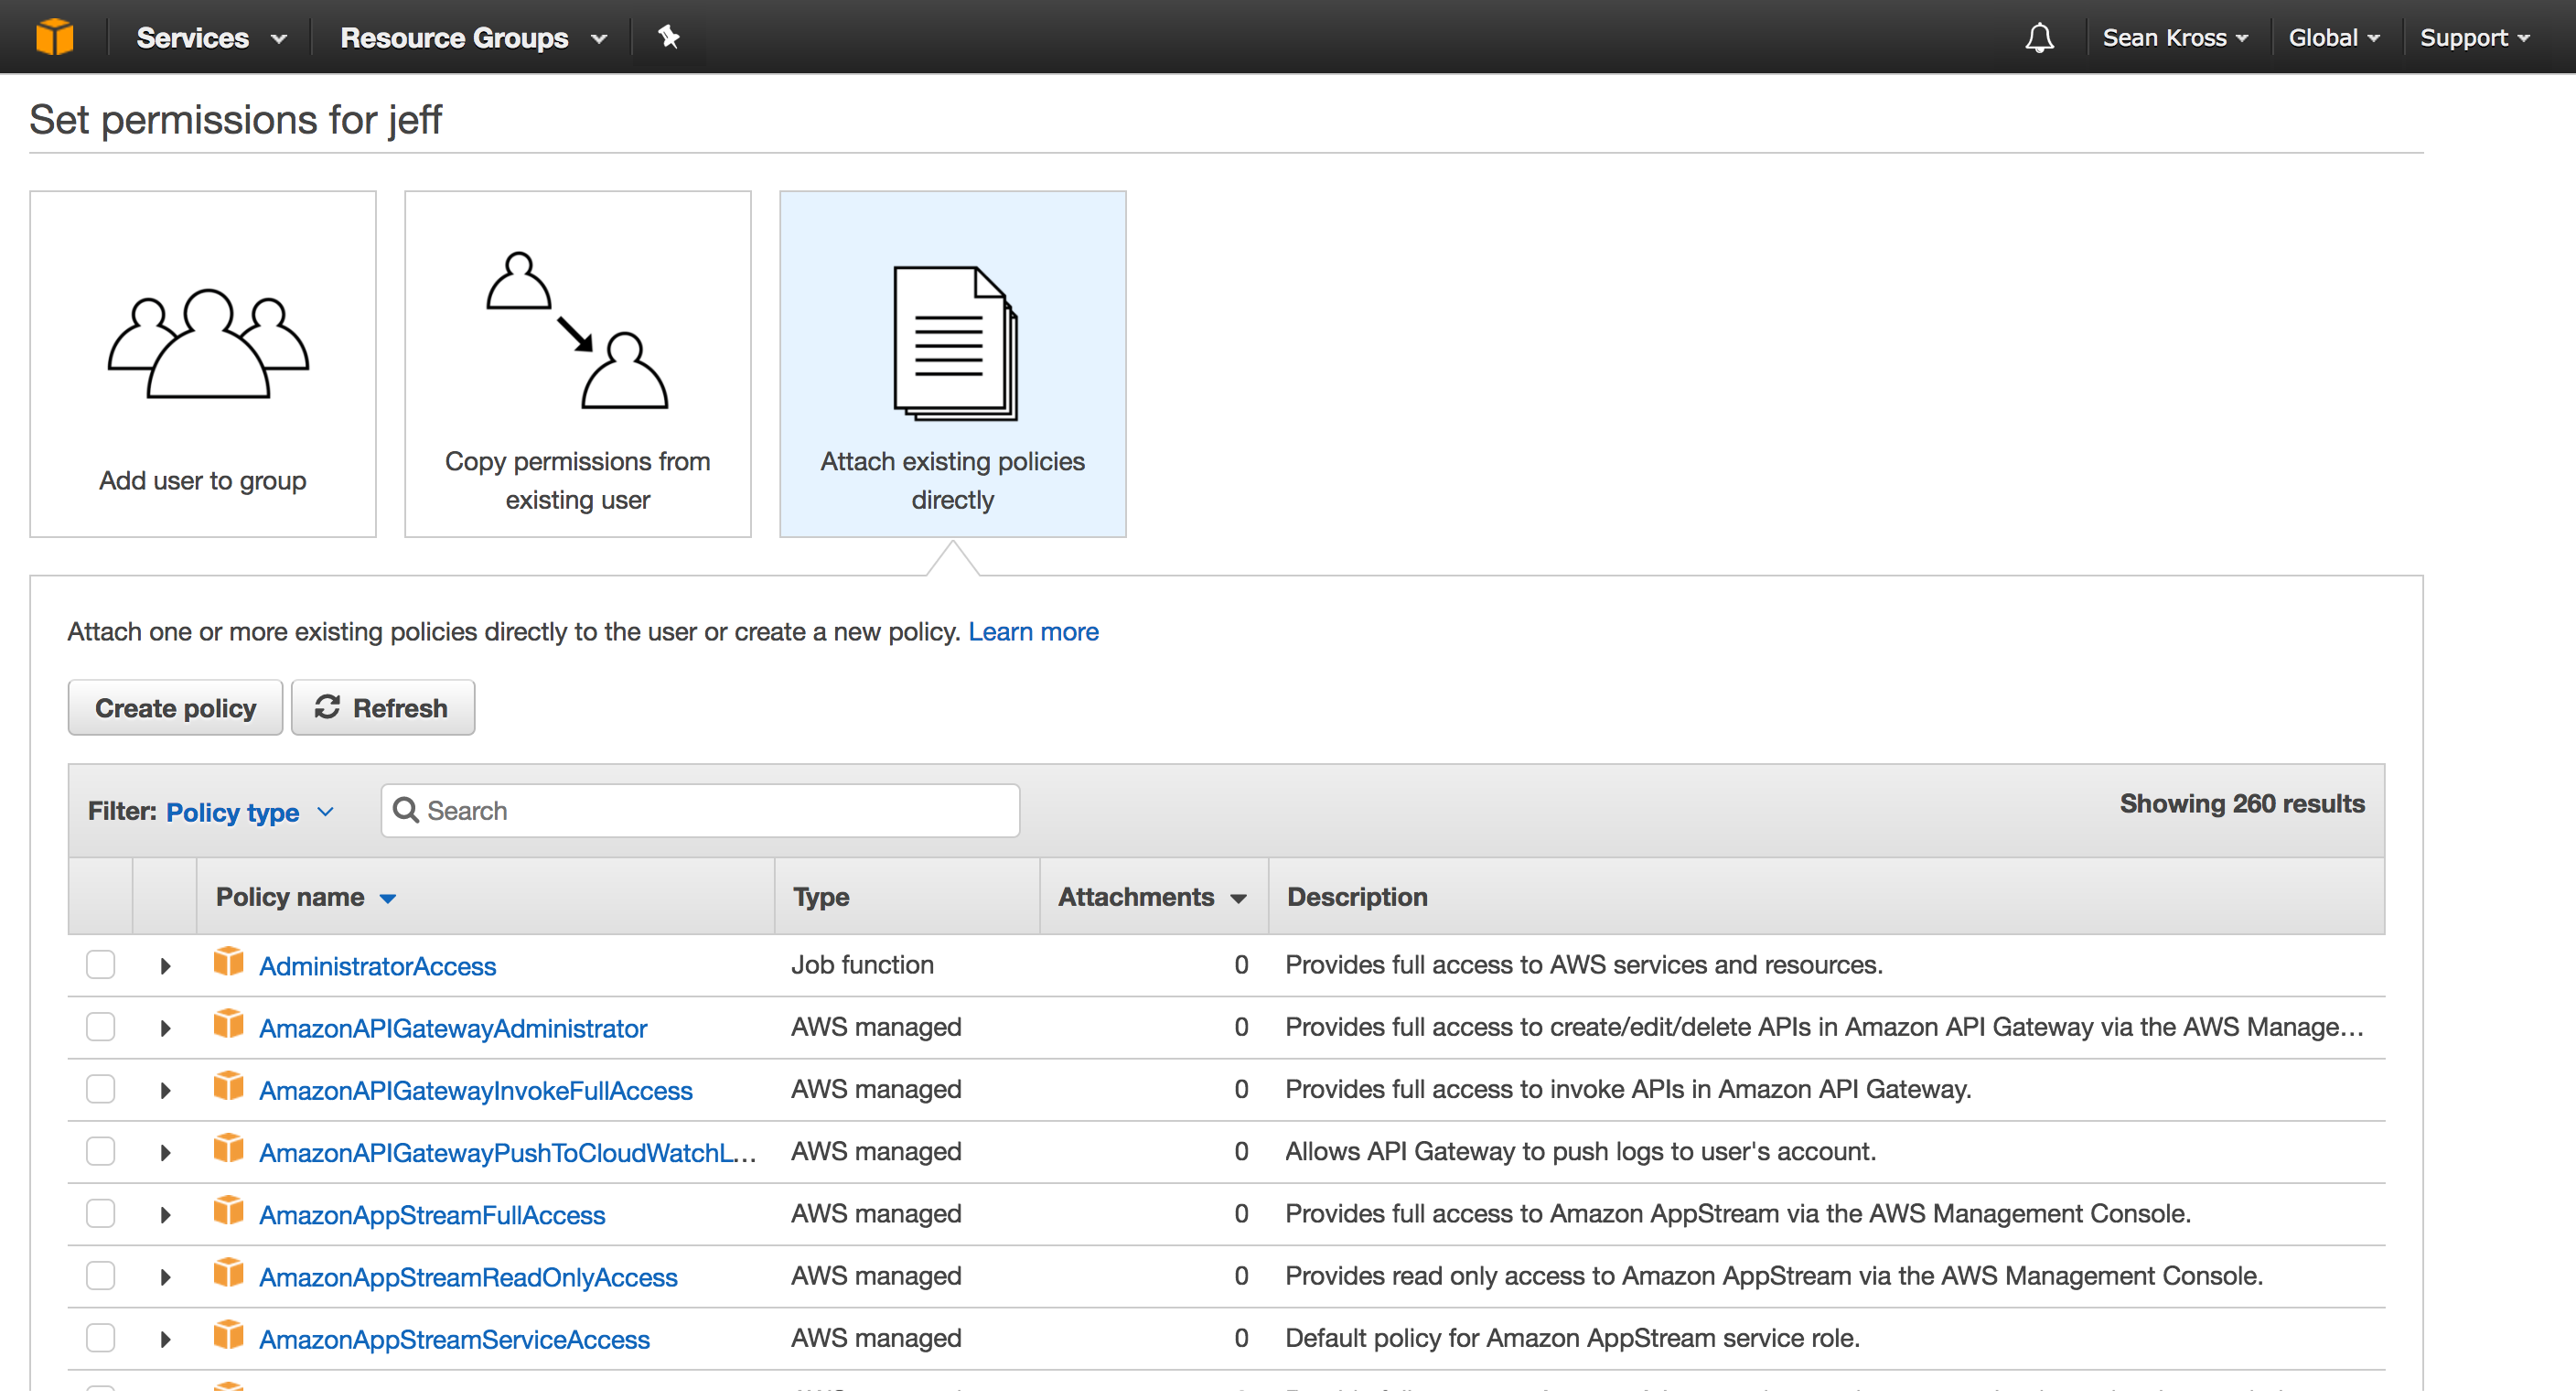 Services Resource Groups Sean Kross Global Support
Set permissions for jeff
Add user to group
Copy permissions from
existing user
Attach existing policies
directly
Attach one or more existing policies directly to the user or create a new policy. Learn more
Create policy Refresh
Filter: Policy type Search Showing 260 results
Policy name Type Attachments Description
AdministratorAccess Job function 0 Provides full access to AWS services and resources.
AmazonAPIGatewayAdministrator AWS managed 0 Provides full access to create/edit/delete APIs in Amazon API Gateway via the AWS Manage...
AmazonAPIGatewayInvokeFullAccess AWS managed 0 Provides full access to invoke APIs in Amazon API Gateway.
AmazonAPIGatewayPushToCloudWatchL... AWS managed 0 Allows API Gateway to push logs to user's account.
AmazonAppStreamFullAccess AWS managed 0 Provides full access to Amazon AppStream via the AWS Management Console.
AmazonAppStreamReadOnlyAccess AWS managed 0 Provides read only access to Amazon AppStream via the AWS Management Console.
AmazonAppStreamServiceAccess AWS managed 0 Default policy for Amazon AppStream service role.